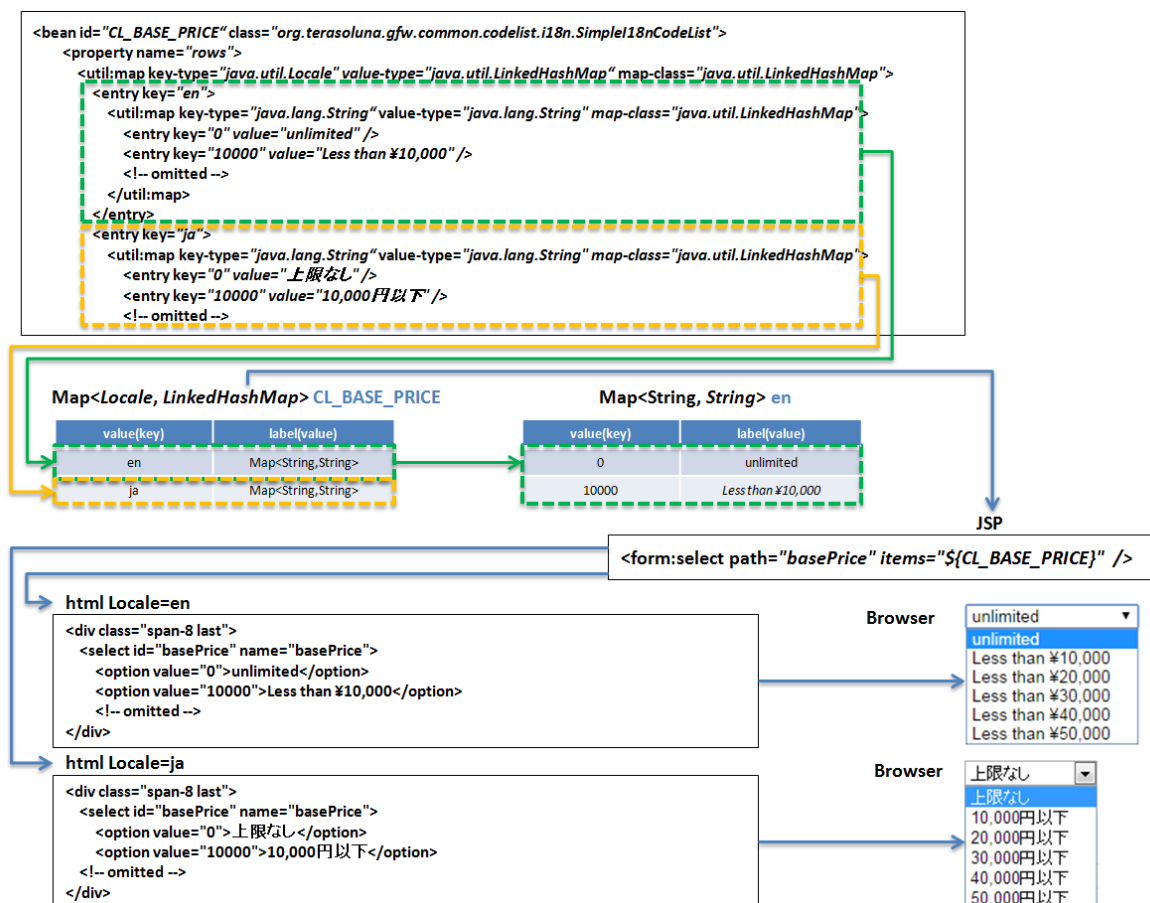 <bean id="CL_BASE_PRICE“ class="org.terasoluna.gfw.common.codelist.i18n.SimpleI18nCodeList">
<property name="rows">
<util:map key-type="java.util.Locale" value-type="java.util.LinkedHashMap“ map-class="java.util.LinkedHashMap">
<entry key="en">
<util:map key-type="java.lang.String“ value-type="java.lang.String" map-class="java.util.LinkedHashMap">
<entry key="0" value="unlimited" />
<entry key="10000" value="Less than ¥10,000" />
<!-- omitted -->
</util:map>
</entry>
<entry key="ja">
<util:map key-type="java.lang.String“ value-type="java.lang.String" map-class="java.util.LinkedHashMap">
<entry key="0" value="上限なし" />
<entry key="10000" value="10,000円以下" />
<!-- omitted -->
Map<Locale, LinkedHashMap> CL_BASE_PRICE
value(key) label(value)
en Map<String,String>
ja Map<String,String>
Map<String, String> en
value(key) label(value)
0 unlimited
10000 Less than ¥10,000
JSP
<form:select path="basePrice" items="${CL_BASE_PRICE}" />
html Locale=en
<div class="span-8 last">
<select id="basePrice" name="basePrice">
<option value="0">unlimited</option>
<option value="10000">Less than ¥10,000</option>
<!-- omitted -->
</div>
Browser
unlimited
unlimited
Less than ¥10,000
Less than ¥20,000
Less than ¥30,000
Less than ¥40,000
Less than ¥50,000
html Locale=ja
<div class="span-8 last">
<select id="basePrice" name="basePrice">
<option value="0">上限なし</option>
<option value="10000">10,000円以下</option>
<!-- omitted -->
</div>
Browser
上限なし
上限なし
10,000円以下
20,000円以下
30,000円以下
40,000円以下
50,000円以下